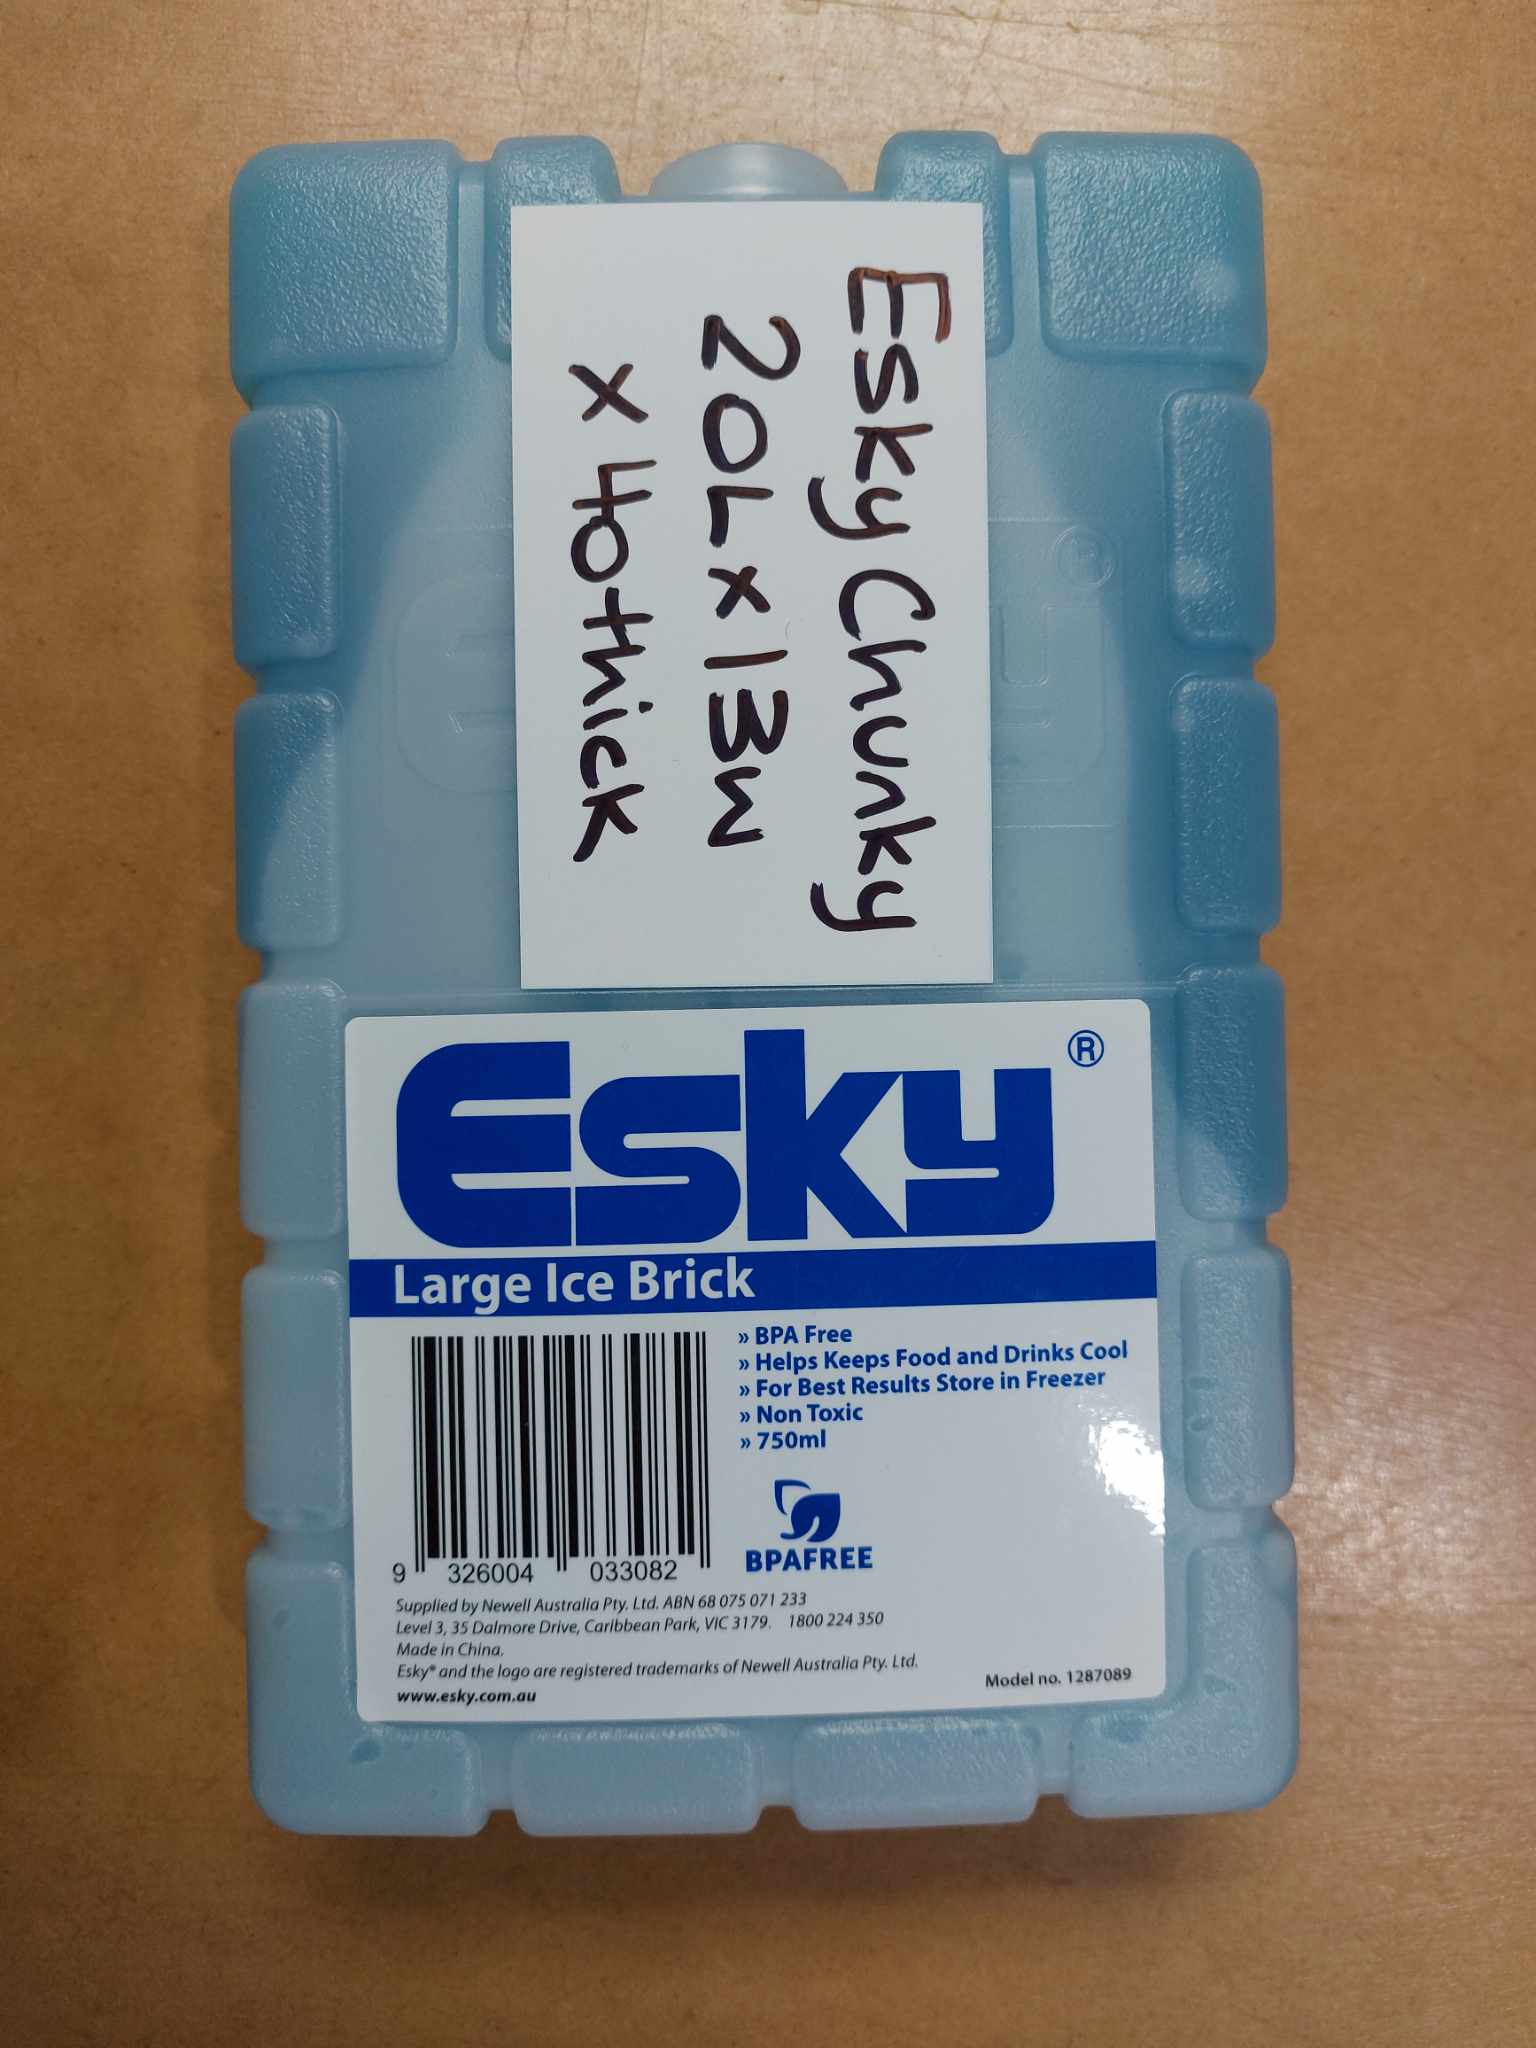 Esky Chunky
20L x 13W
x 40 thick
Esky®
Large Ice Brick
» BPA Free
» Helps Keeps Food and Drinks Cool
» For Best Results Store in Freezer
» Non Toxic
» 750ml
BPAFREE
9 326004 033082
Supplied by Newell Australia Pty. Ltd. ABN 68 075 071 233
Level 3, 35 Dalmore Drive, Caribbean Park, VIC 3179. 1800 224 350
Made in China.
Esky® and the logo are registered trademarks of Newell Australia Pty. Ltd.
www.esky.com.au
Model no. 1287089